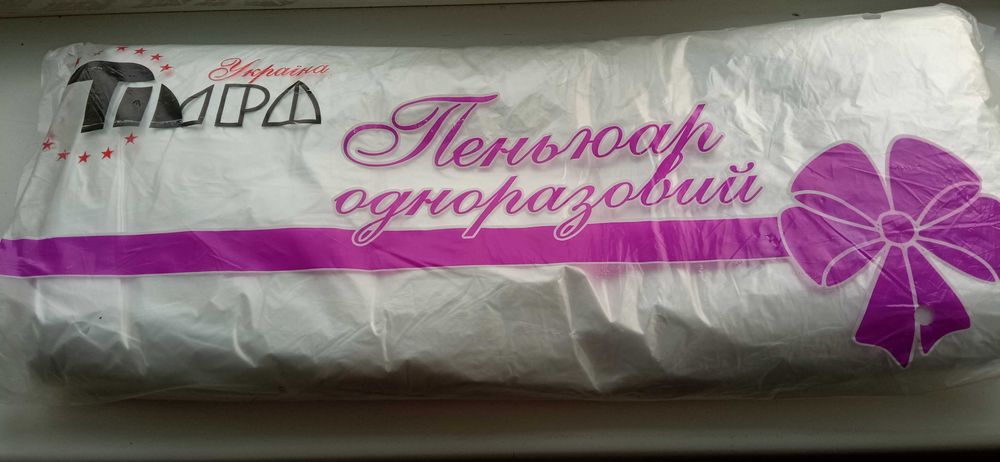 Україна
Тіара
Пеньюар
одноразовий